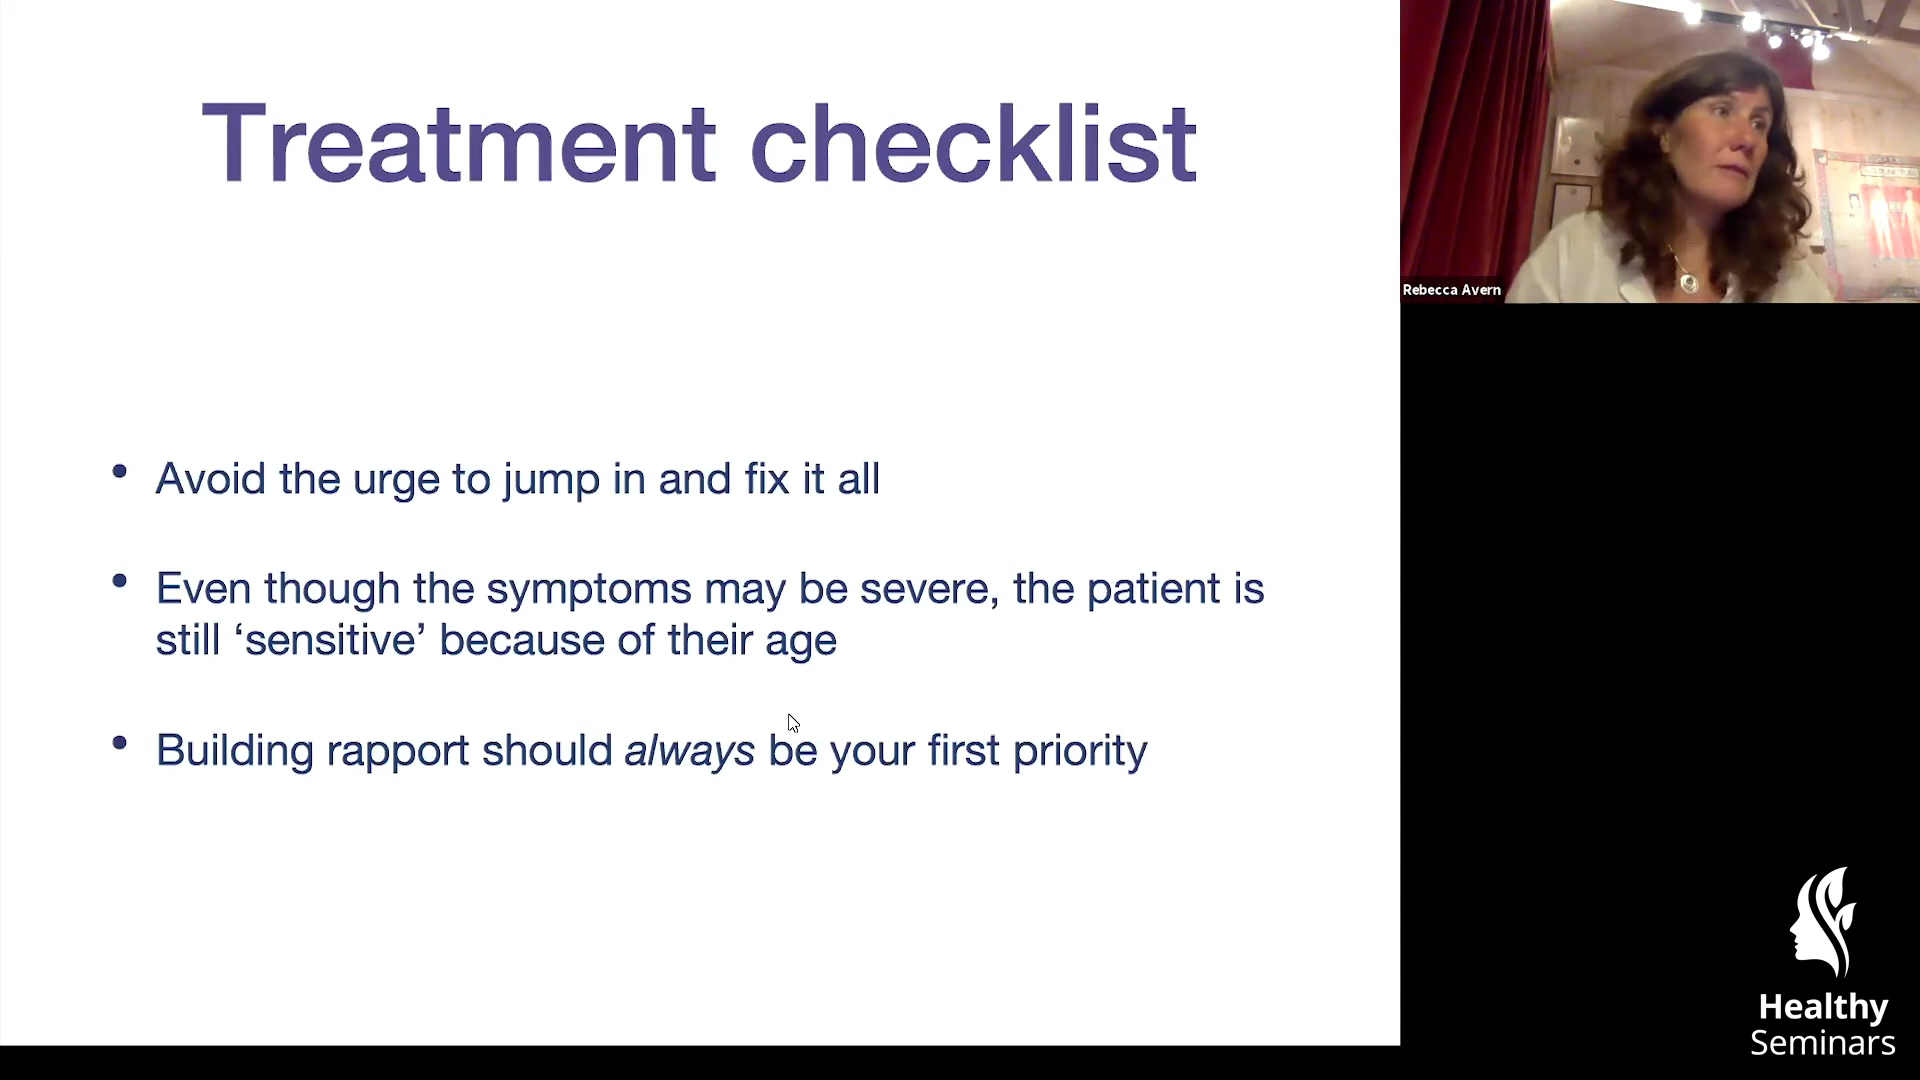 Treatment checklist
• Avoid the urge to jump in and fix it all
• Even though the symptoms may be severe, the patient is
still ‘sensitive’ because of their age
• Building rapport should always be your first priority
Rebecca Avern
Healthy
Seminars